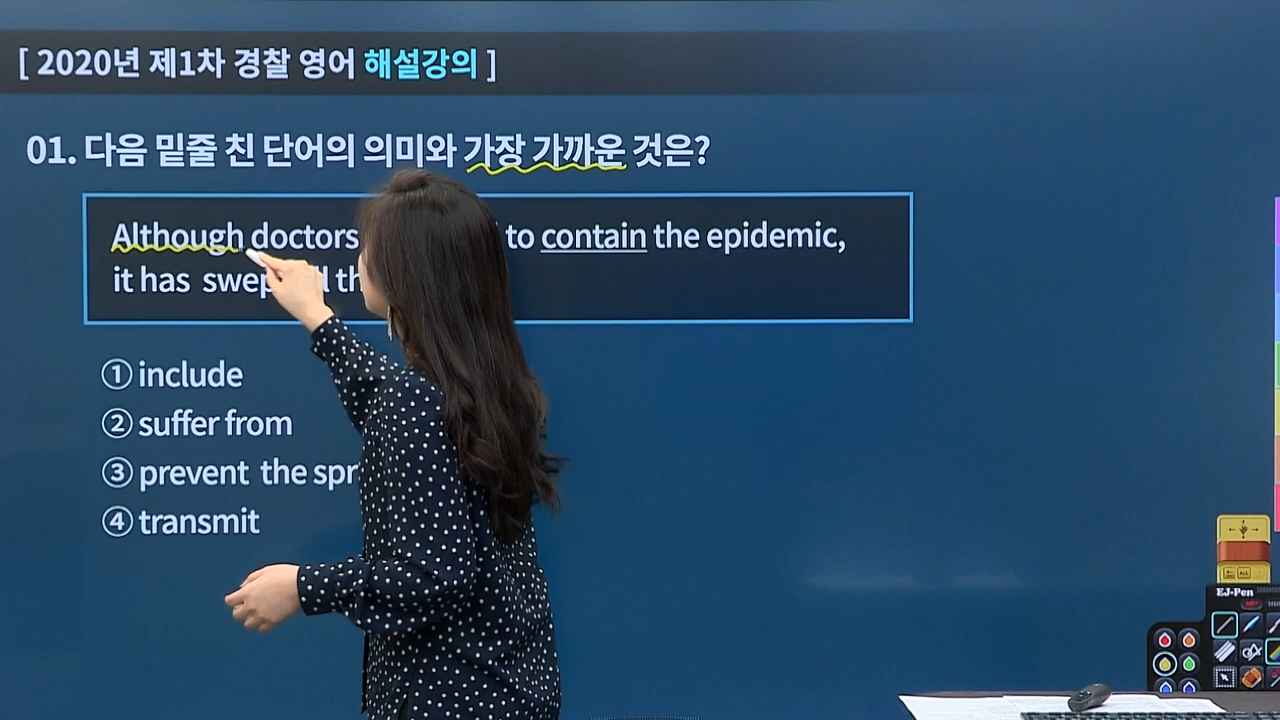 [ 2020년 제1차 경찰 영어 해설강의 ]
01. 다음 밑줄 친 단어의 의미와 가장 가까운 것은?
Although doctors to contain the epidemic,
it has
① include
② suffer from
③ prevent the
④ transmit
EJ-Pen